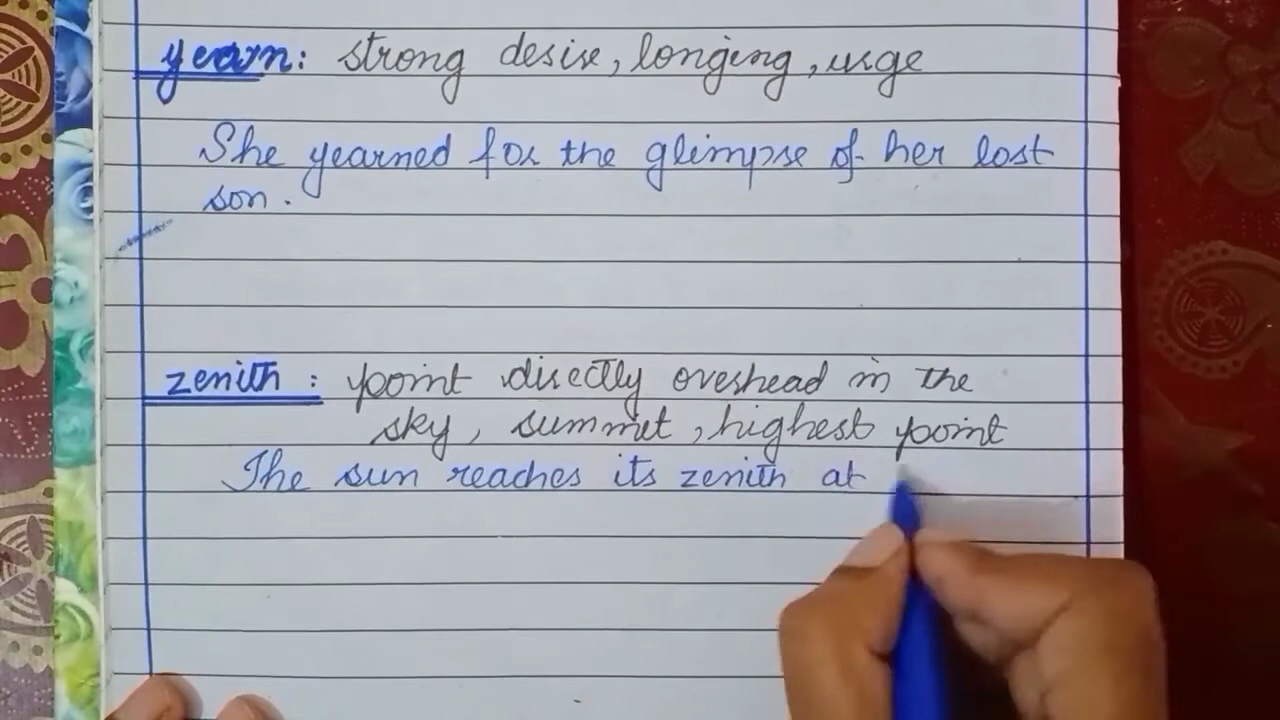 yearn: strong desire, longing, urge
She yearned for the glimpse of her lost
son.
zenith: point directly overhead in the
sky, summit, highest point
The sun reaches its zenith at